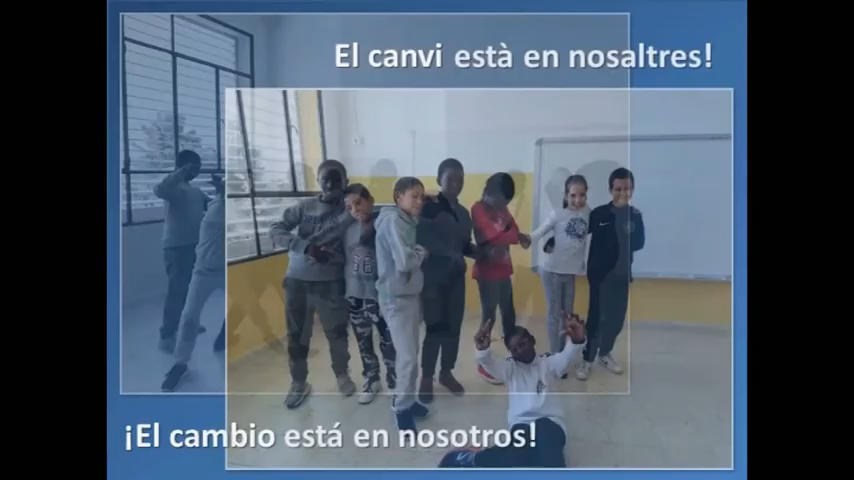 El canvi està en nosaltres!
¡El cambio está en nosotros!